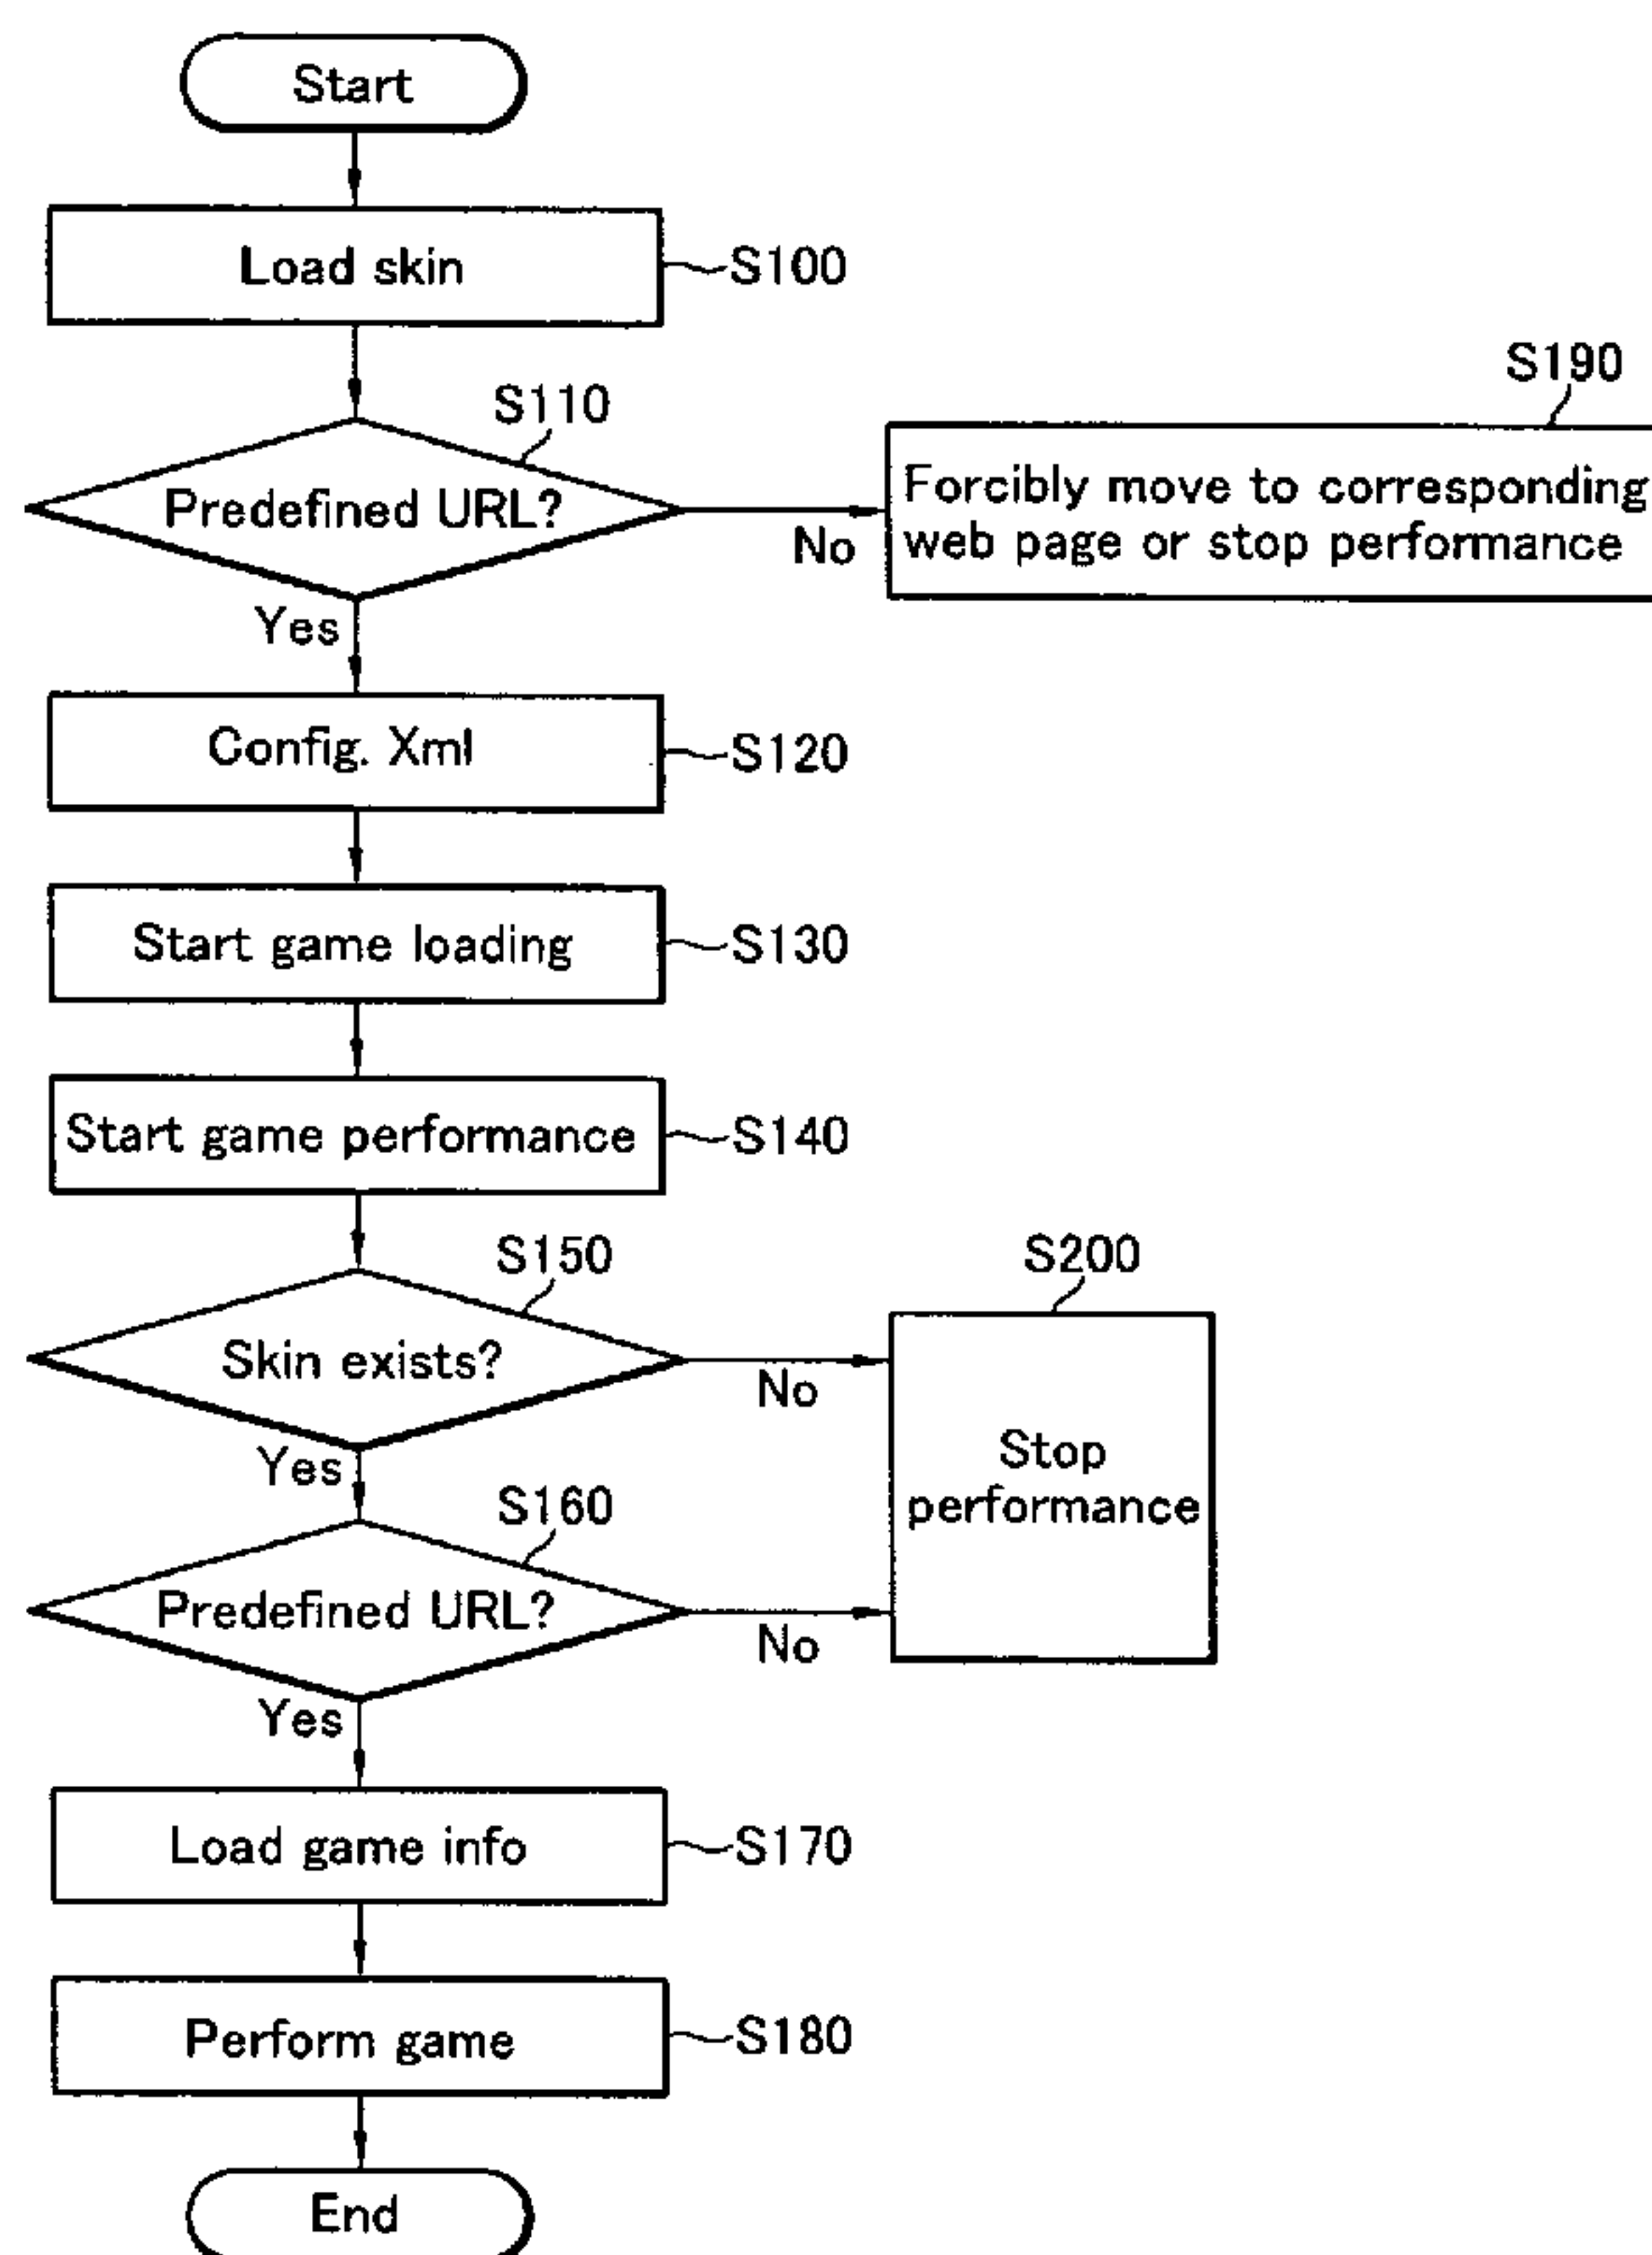 Start
Load skin
S100
S110
Predefined URL?
No
S190
Forcibly move to corresponding
web page or stop performance
Yes
Config. Xml
S120
Start game loading
S130
Start game performance
S140
S150
Skin exists?
No
S200
Stop
performance
Yes
S160
Predefined URL?
No
Yes
Load game info
S170
Perform game
S180
End